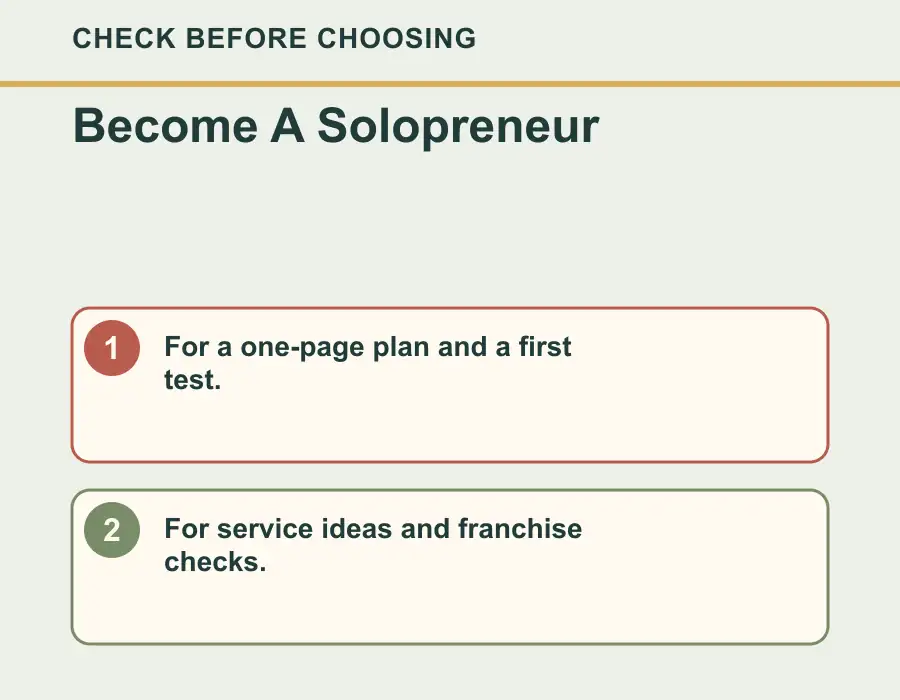 CHECK BEFORE CHOOSING
Become A Solopreneur
1
For a one-page plan and a first
test.
2
For service ideas and franchise
checks.